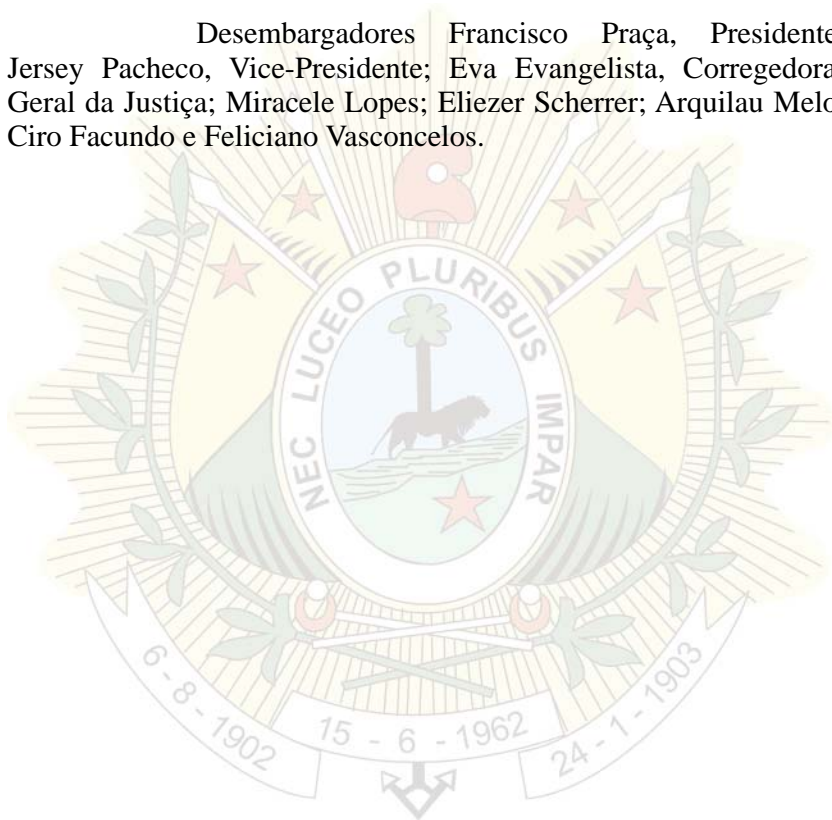 Desembargadores Francisco Praça, Presidente
Jersey Pacheco, Vice-Presidente; Eva Evangelista, Corregedora
Geral da Justiça; Miracele Lopes; Eliezer Scherrer; Arquilau Melo
Ciro Facundo e Feliciano Vasconcelos.
NEC LUCEO PLURIBUS IMPAR
6 - 8 - 1902
15 - 6 - 1962
24 - 1 - 1903